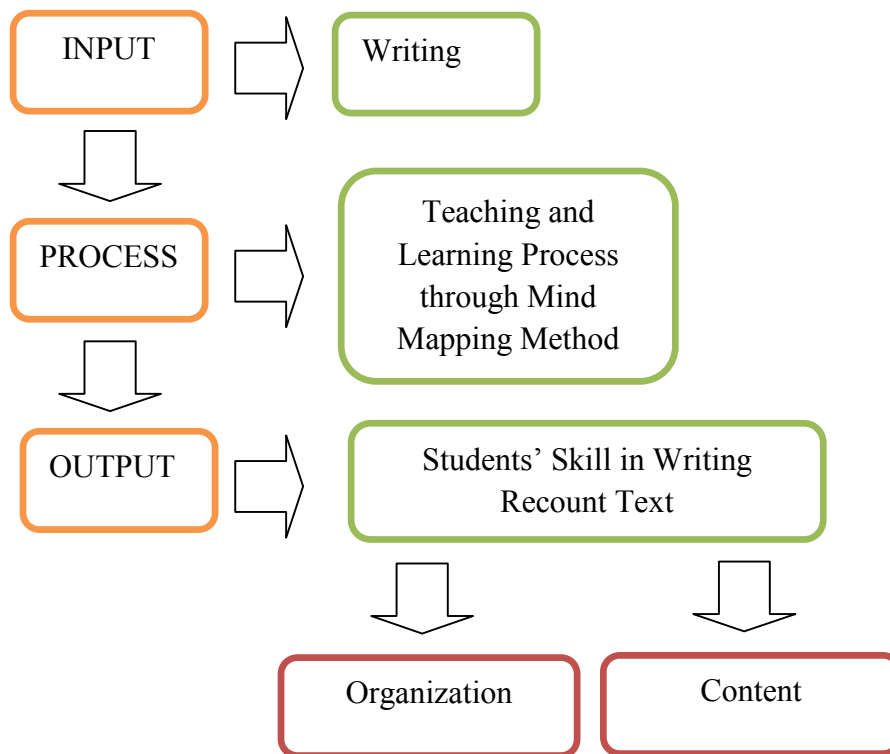 INPUT
Writing
PROCESS
Teaching and
Learning Process
through Mind
Mapping Method
OUTPUT
Students’ Skill in Writing
Recount Text
Organization
Content